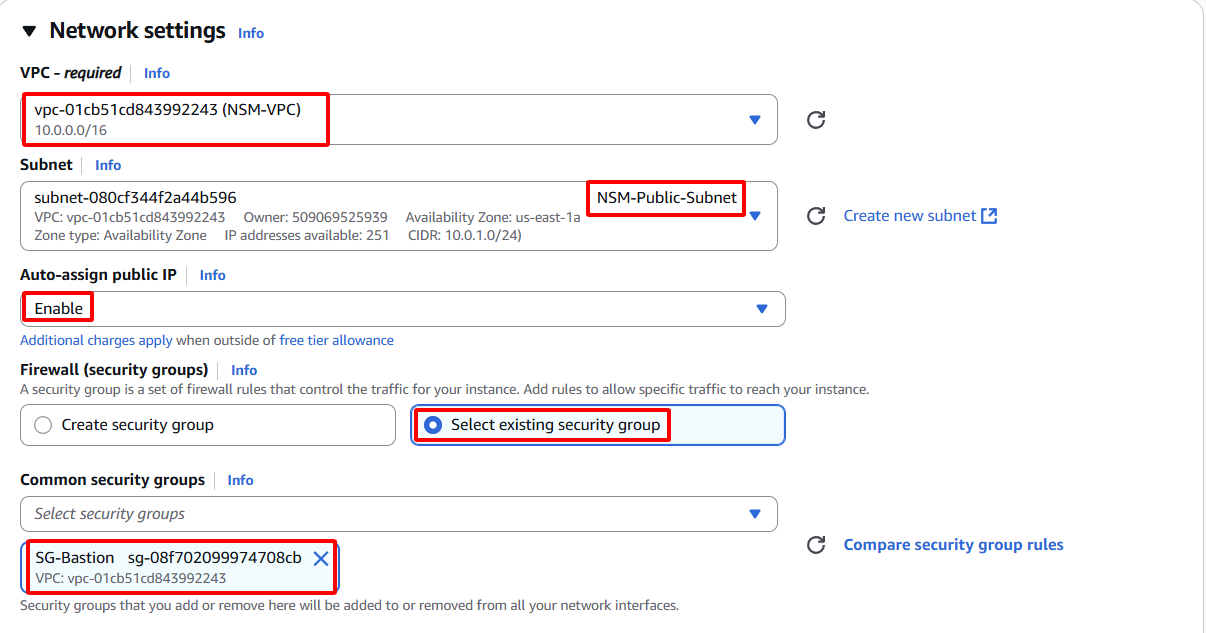 Network settings Info
VPC - required Info
vpc-01cb51cd843992243 (NSM-VPC)
10.0.0.0/16
Subnet Info
subnet-080cf344f2a44b596 NSM-Public-Subnet
VPC: vpc-01cb51cd843992243 Owner: 509069525939 Availability Zone: us-east-1a
Zone type: Availability Zone IP addresses available: 251 CIDR: 10.0.1.0/24)
Create new subnet
Auto-assign public IP Info
Enable
Additional charges apply when outside of free tier allowance
Firewall (security groups) Info
A security group is a set of firewall rules that control the traffic for your instance. Add rules to allow specific traffic to reach your instance.
Create security group
Select existing security group
Common security groups Info
Select security groups
SG-Bastion sg-08f702099974708cb
VPC: vpc-01cb51cd843992243
Compare security group rules
Security groups that you add or remove here will be added to or removed from all your network interfaces.